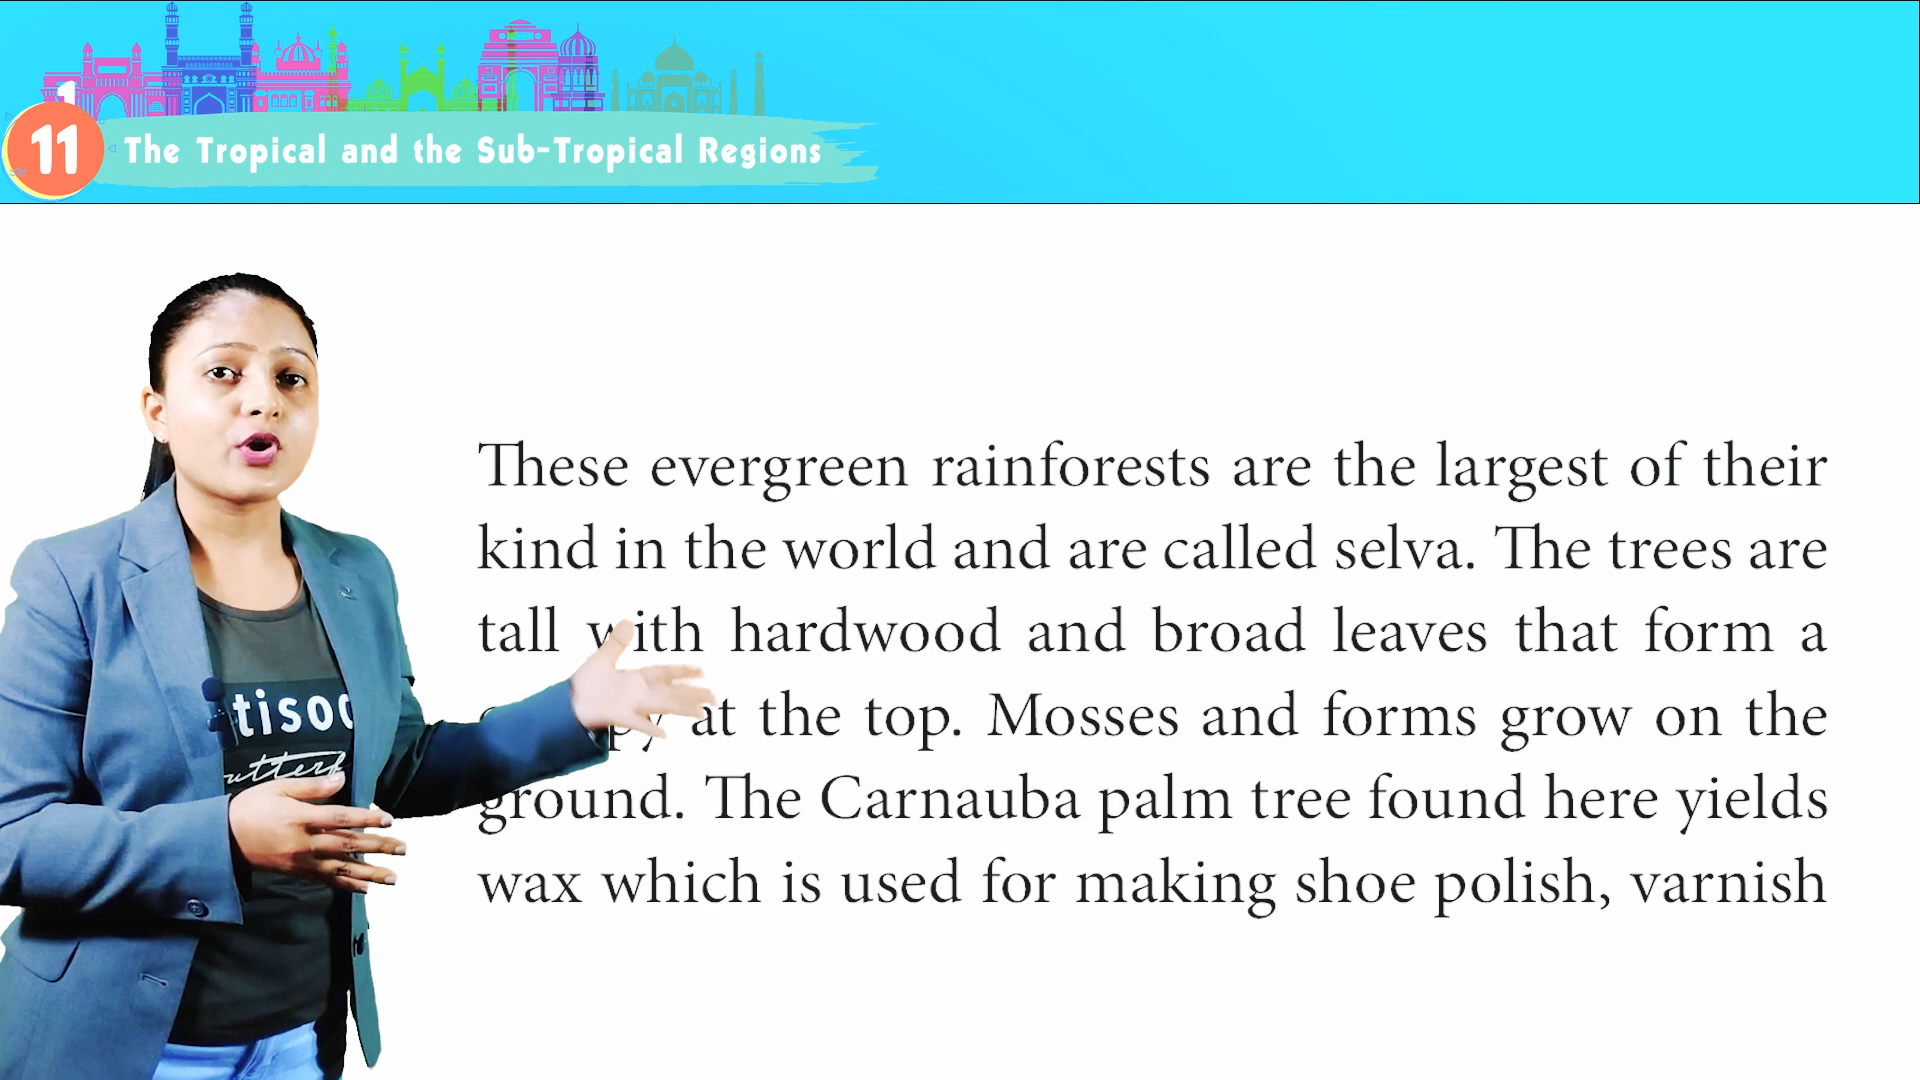 1
11
The Tropical and the Sub-Tropical Regions
These evergreen rainforests are the largest of their
kind in the world and are called selva. The trees are
tall with hardwood and broad leaves that form a
at the top. Mosses and forms grow on the
ground. The Carnauba palm tree found here yields
wax which is used for making shoe polish, varnish